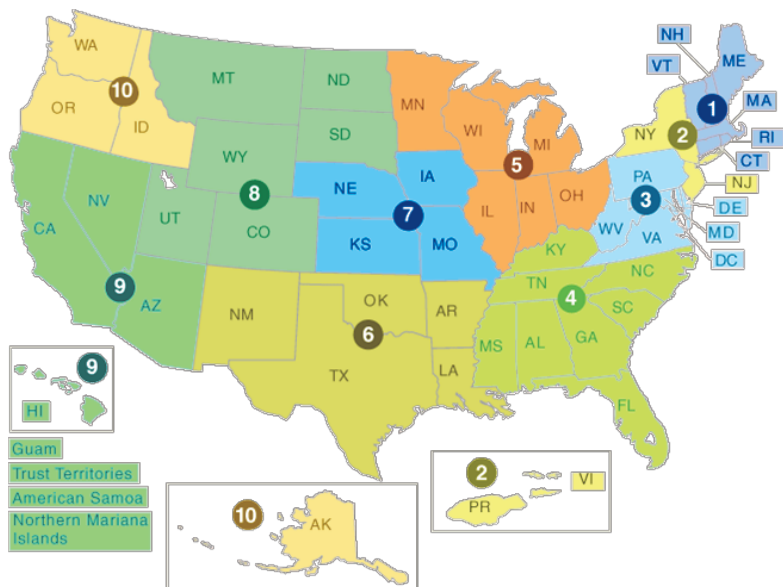 NH
WA
VT
ME
MT
ND
10
MN
MA
OR
ID
WI
MI
1
RI
SD
NY
2
CT
WY
5
PA
NJ
IA
NE
8
3
DE
NV
UT
7
IL
IN
OH
WV
MD
CA
CO
KS
MO
VA
DC
KY
NC
9
TN
AZ
OK
4
SC
NM
AR
6
GA
MS
AL
TX
LA
9
FL
HI
Guam
Trust Territories
American Samoa
Northern Mariana
Islands
2
VI
PR
10
AK